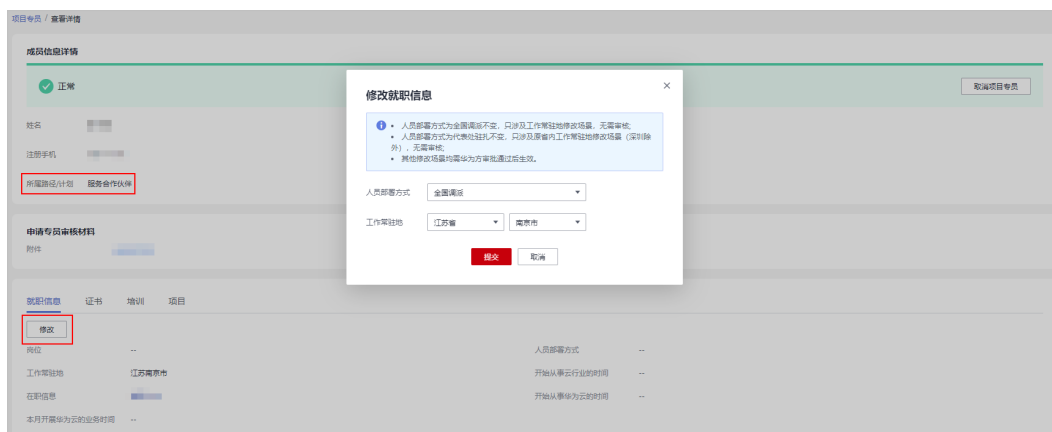 项目专员 / 查看详情
成员信息详情
正常
取消项目专员
姓名
注册手机
所属路径/计划 服务合作伙伴
申请专员审核材料
附件
修改就职信息
×
• 人员部署方式为全国调派不变,只涉及工作常驻地修改场景,无需审核;
• 人员部署方式为代表处驻扎不变,只涉及原省内工作常驻地修改场景(深圳除
外),无需审核;
• 其他修改场景均需华为方审批通过后生效。
人员部署方式 全国调派
工作常驻地 江苏省 南京市
提交 取消
就职信息 证书 培训 项目
修改
岗位 -- 人员部署方式 --
工作常驻地 江苏南京市 开始从事云行业的时间 --
在职信息 开始从事华为云的时间 --
本月开展华为云的业务时间 --